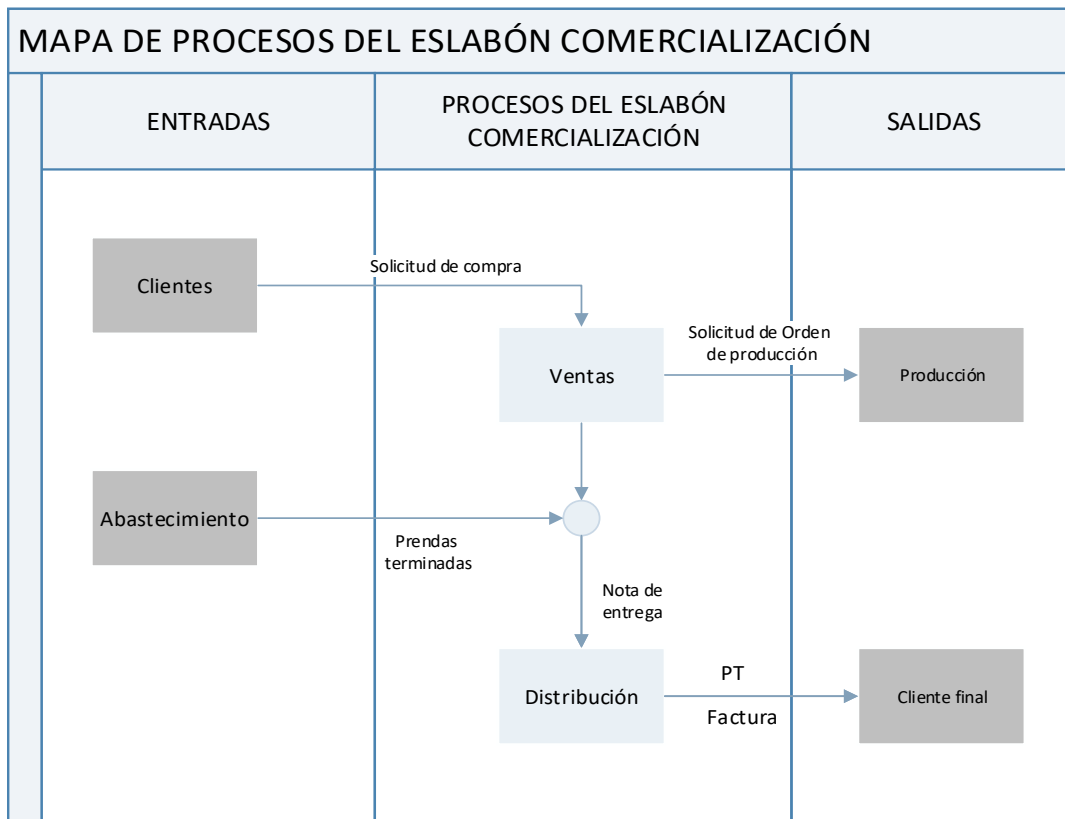 MAPA DE PROCESOS DEL ESLABÓN COMERCIALIZACIÓN
ENTRADAS
PROCESOS DEL ESLABÓN
COMERCIALIZACIÓN
SALIDAS
Clientes
Solicitud de compra
Ventas
Solicitud de Orden
de producción
Producción
Abastecimiento
Prendas
terminadas
Nota de
entrega
Distribución
PT
Factura
Cliente final